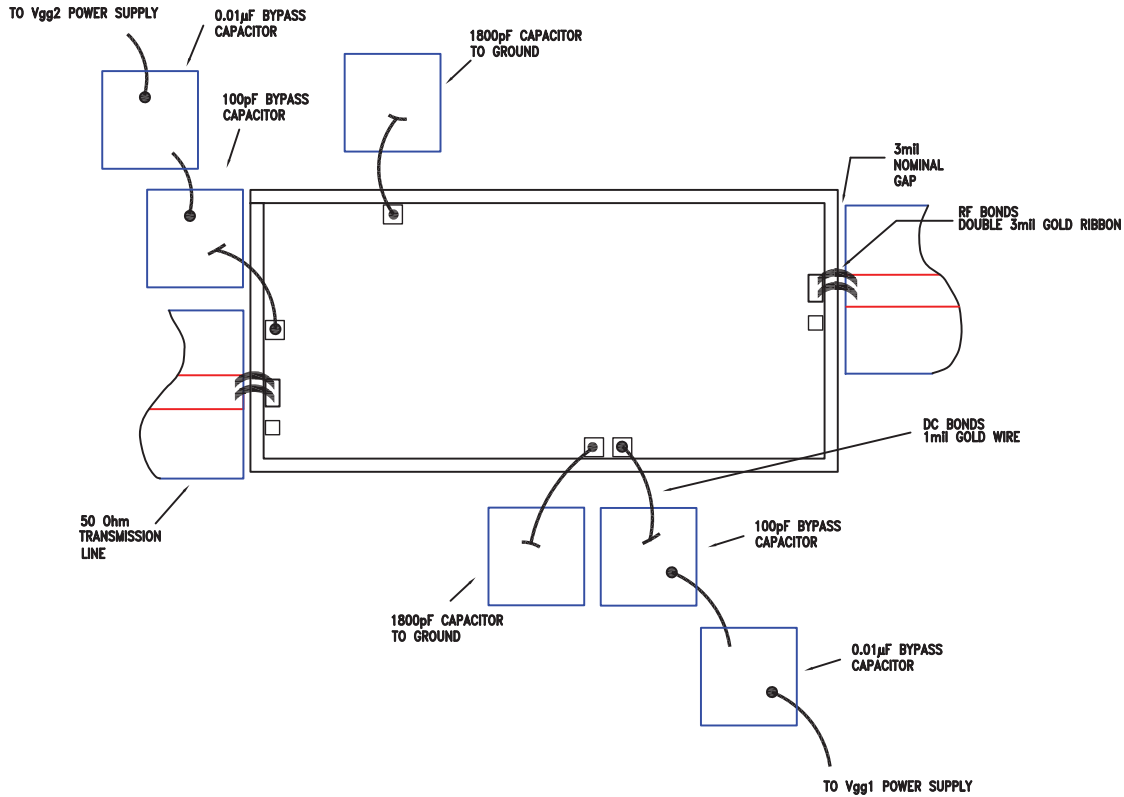 TO Vgg2 POWER SUPPLY
0.01µF BYPASS
CAPACITOR
1800pF CAPACITOR
TO GROUND
100pF BYPASS
CAPACITOR
3mil
NOMINAL
GAP
RF BONDS
DOUBLE 3mil GOLD RIBBON
DC BONDS
1mil GOLD WIRE
50 Ohm
TRANSMISSION
LINE
100pF BYPASS
CAPACITOR
1800pF CAPACITOR
TO GROUND
0.01µF BYPASS
CAPACITOR
TO Vgg1 POWER SUPPLY